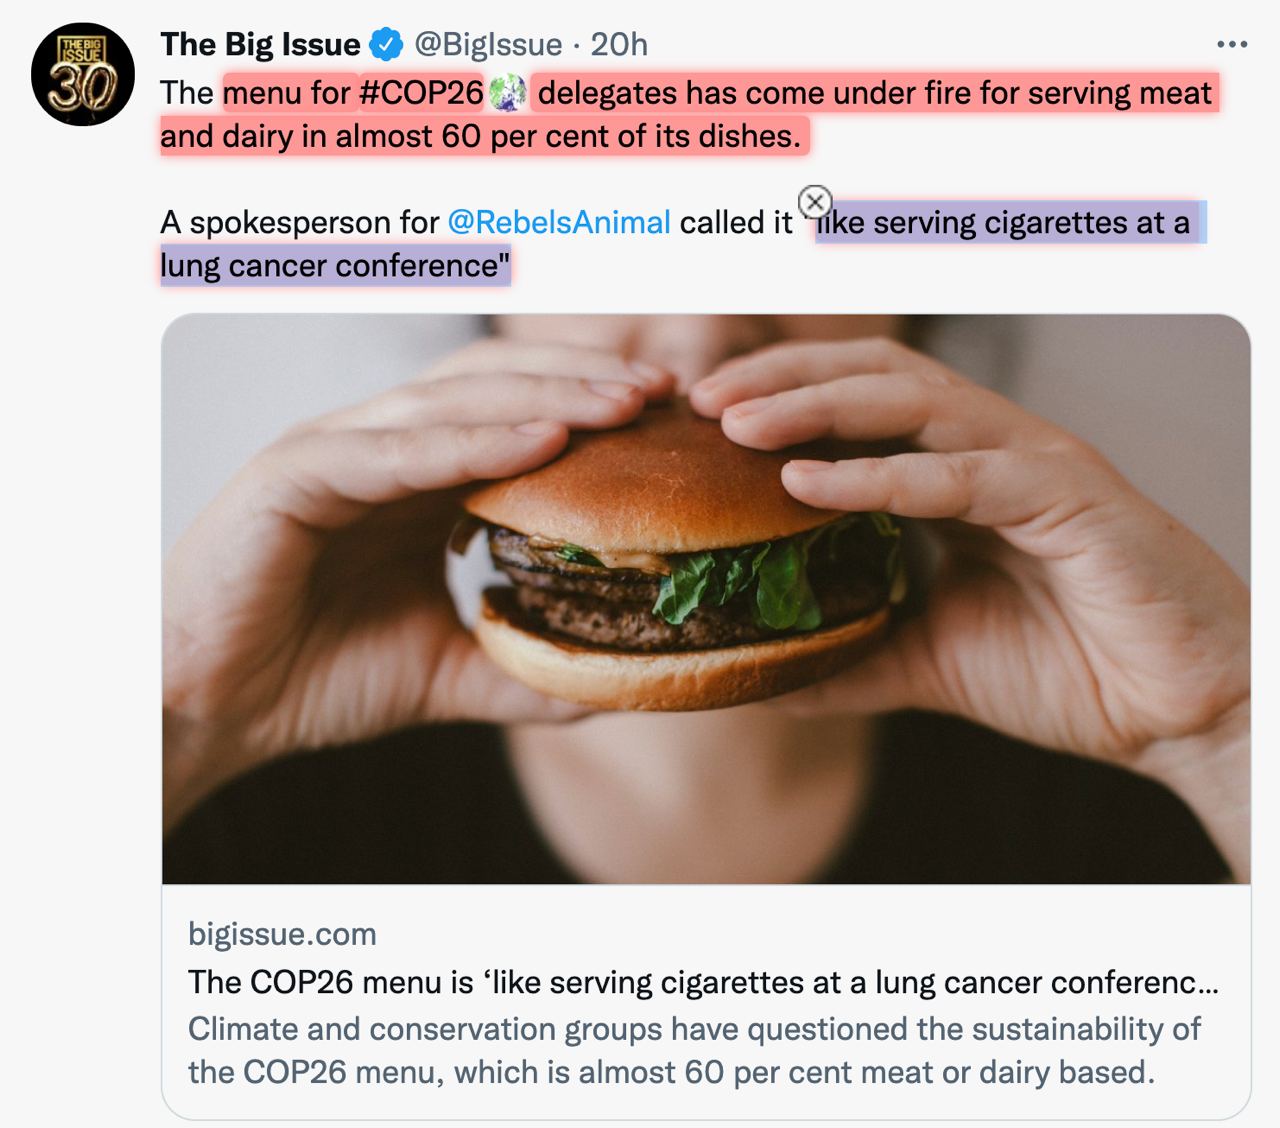 THE BIG
ISSUE
30
The Big Issue @BigIssue · 20h
The menu for #COP26 delegates has come under fire for serving meat
and dairy in almost 60 per cent of its dishes.
A spokesperson for @RebelsAnimal called it "like serving cigarettes at a
lung cancer conference"
bigissue.com
The COP26 menu is ‘like serving cigarettes at a lung cancer conferenc...
Climate and conservation groups have questioned the sustainability of
the COP26 menu, which is almost 60 per cent meat or dairy based.